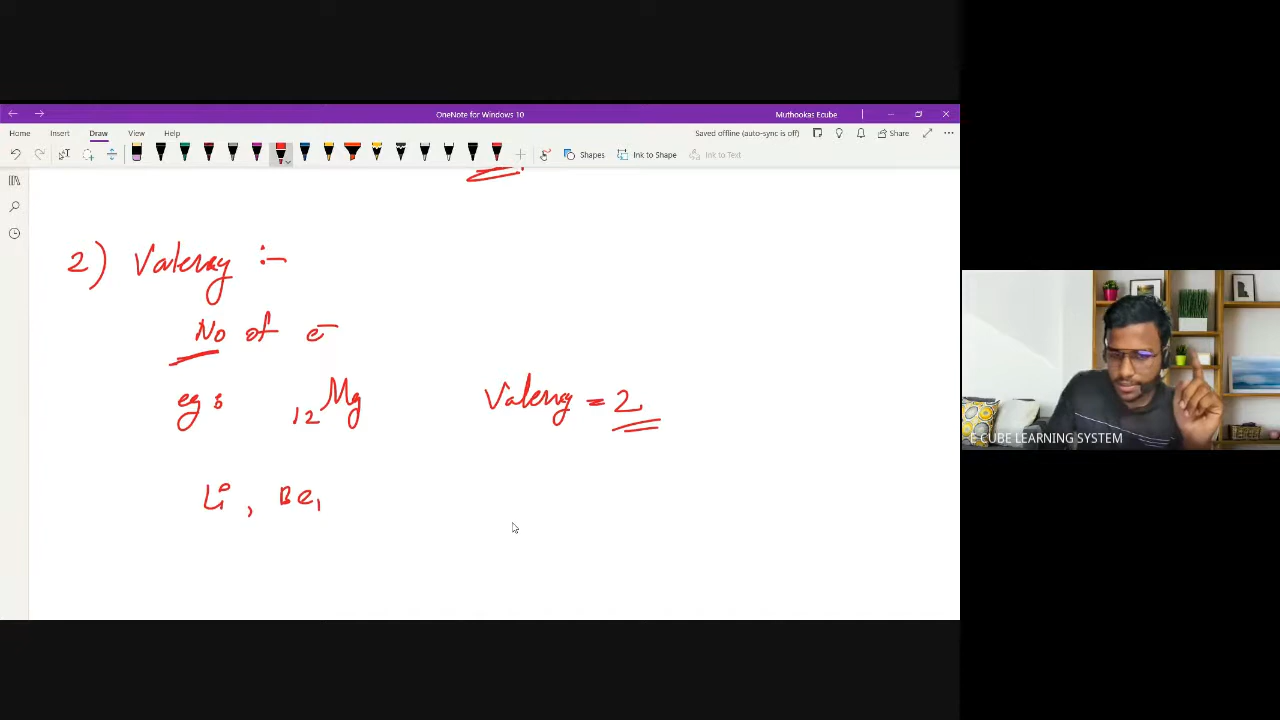 OneNote for Windows 10
Muthookas Ecube
Home Insert Draw View Help
Saved offline (auto-sync is off)
Share
Shapes
Ink to Shape
Ink to Text
2) Valency :-
No of e-
eg : 12Mg Valency = 2
Li, Be,
E CUBE LEARNING SYSTEM